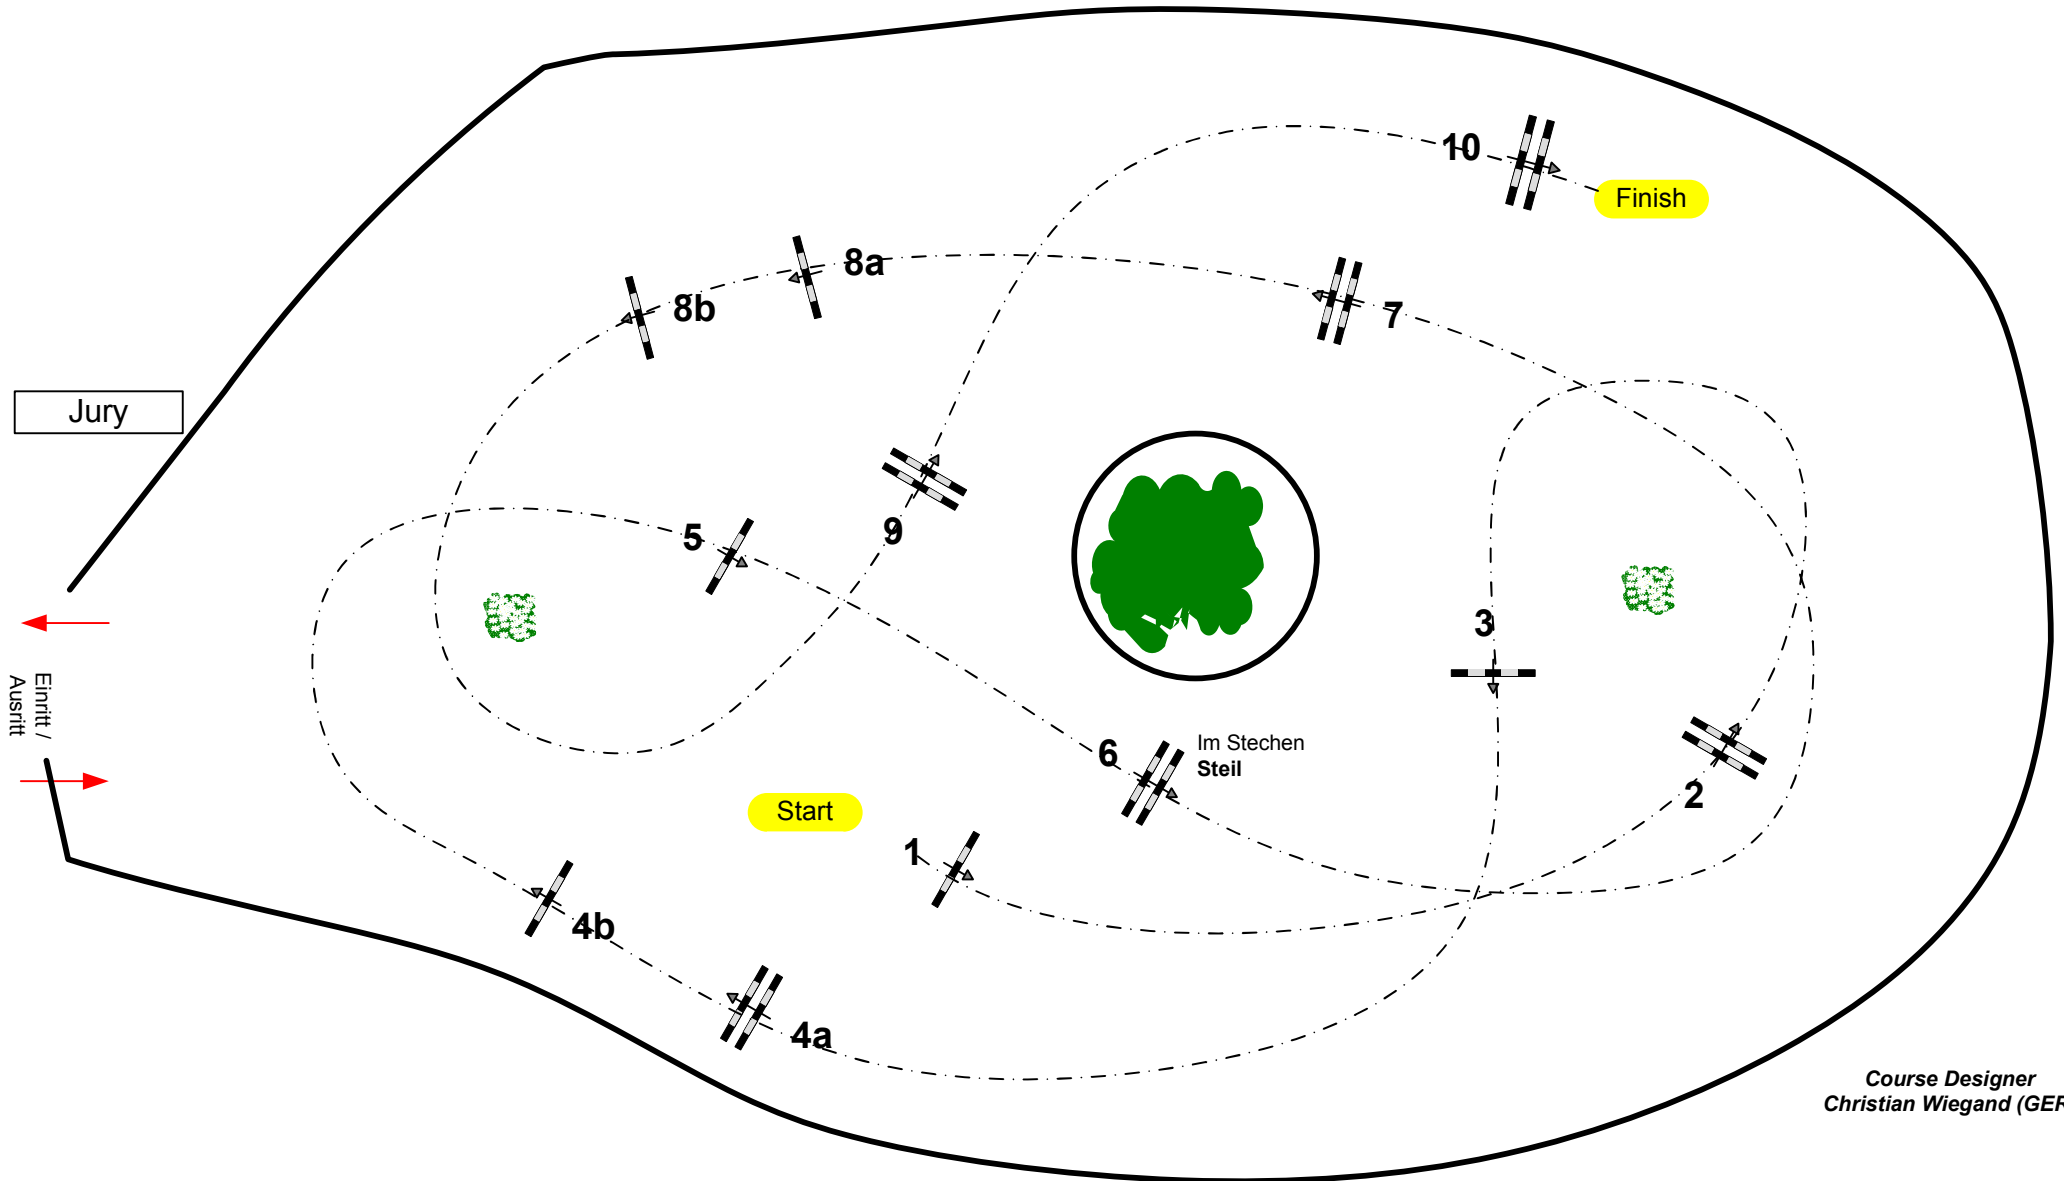 10
Finish
8a
8b
7
Jury
5
9
3
Einritt /
Ausritt
6
Im Stechen
Steil
2
Start
1
4b
4a
Course Designer
Christian Wiegand (GER